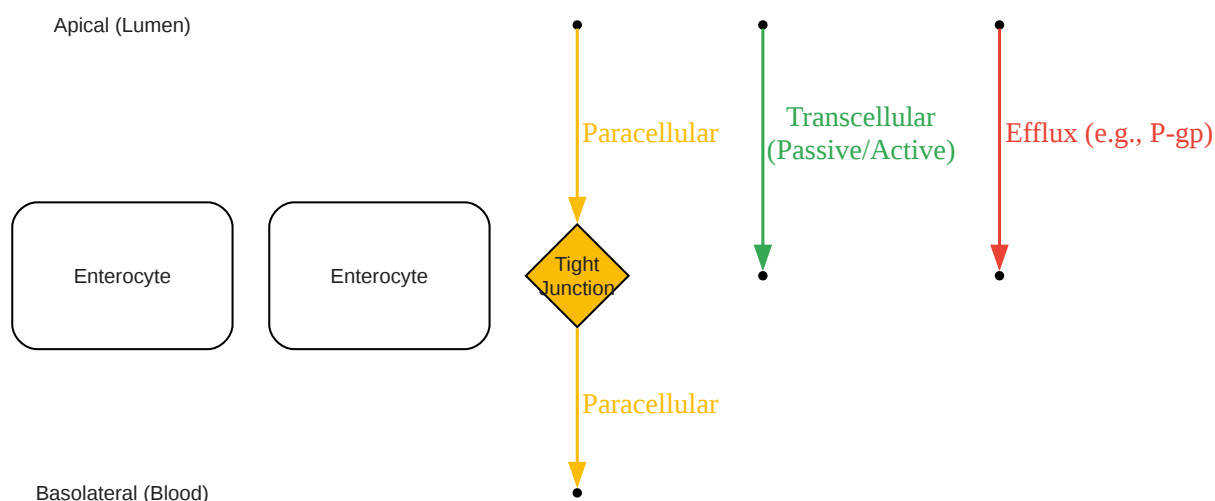 Apical (Lumen)
Paracellular
Transcellular
(Passive/Active)
Efflux (e.g., P-gp)
Enterocyte
Enterocyte
Tight
Junction
Paracellular
Basolateral (Blood)